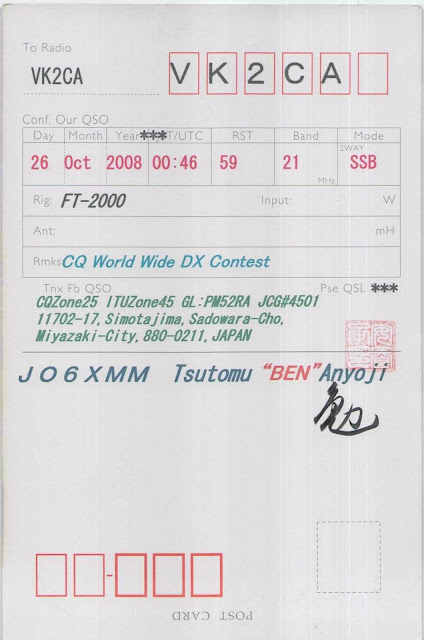 To Radio
VK2CA VK2CA
Conf. Our QSO
Day Month Year ***T/UTC RST Band Mode
26 Oct 2008 00:46 59 21 MHz 2WAY SSB
Rig: FT-2000 Input: W
Ant: mH
Rmks CQ World Wide DX Contest
Tnx Fb QSO Pse QSL ***
CQZone25 ITUZone45 GL:PM52RA JCG#4501
11702-17,Simotajima,Sadowara-Cho,
Miyazaki-City,880-0211,JAPAN
JO6XMM Tsutomu “BEN” Anyoji
勉
POST CARD